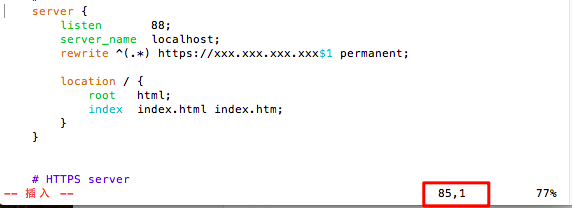 server {
listen 88;
server_name localhost;
rewrite ^(.*) https://xxx.xxx.xxx.xxx$1 permanent;
location / {
root html;
index index.html index.htm;
}
}
# HTTPS server
-- 插入 -- 85,1 77%